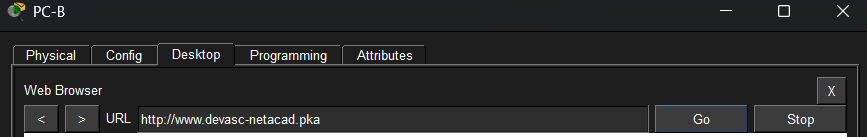 PC-B
Physical Config Desktop Programming Attributes
Web Browser X
< > URL http://www.devasc-netacad.pka Go Stop